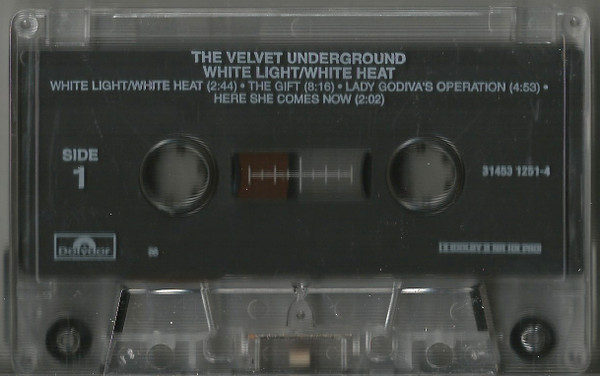 THE VELVET UNDERGROUND
WHITE LIGHT/WHITE HEAT
WHITE LIGHT/WHITE HEAT (2:44) • THE GIFT (8:16) • LADY GODIVA'S OPERATION (4:53) •
HERE SHE COMES NOW (2:02)
SIDE
1
31453 1251-4
Polydor